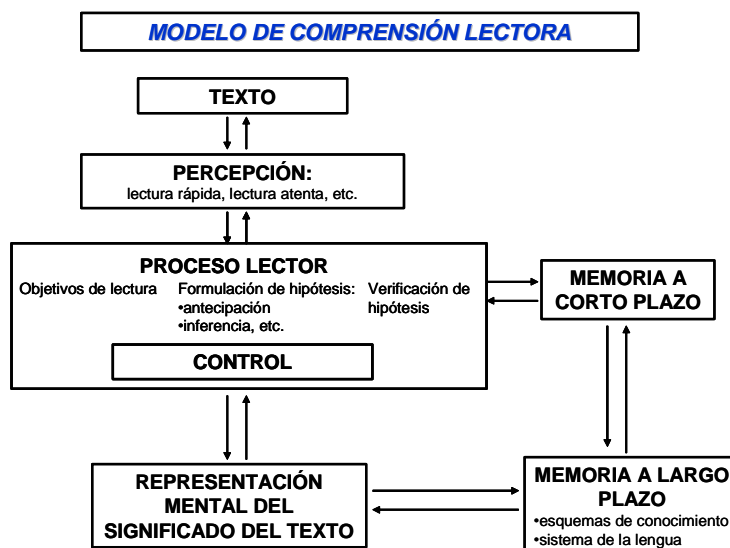 MODELO DE COMPRENSIÓN LECTORA
TEXTO
PERCEPCIÓN:
lectura rápida, lectura atenta, etc.
PROCESO LECTOR
Objetivos de lectura
Formulación de hipótesis:
•antecipación
•inferencia, etc.
Verificación de
hipótesis
CONTROL
MEMORIA A
CORTO PLAZO
REPRESENTACIÓN
MENTAL DEL
SIGNIFICADO DEL TEXTO
MEMORIA A LARGO
PLAZO
•esquemas de conocimiento
•sistema de la lengua